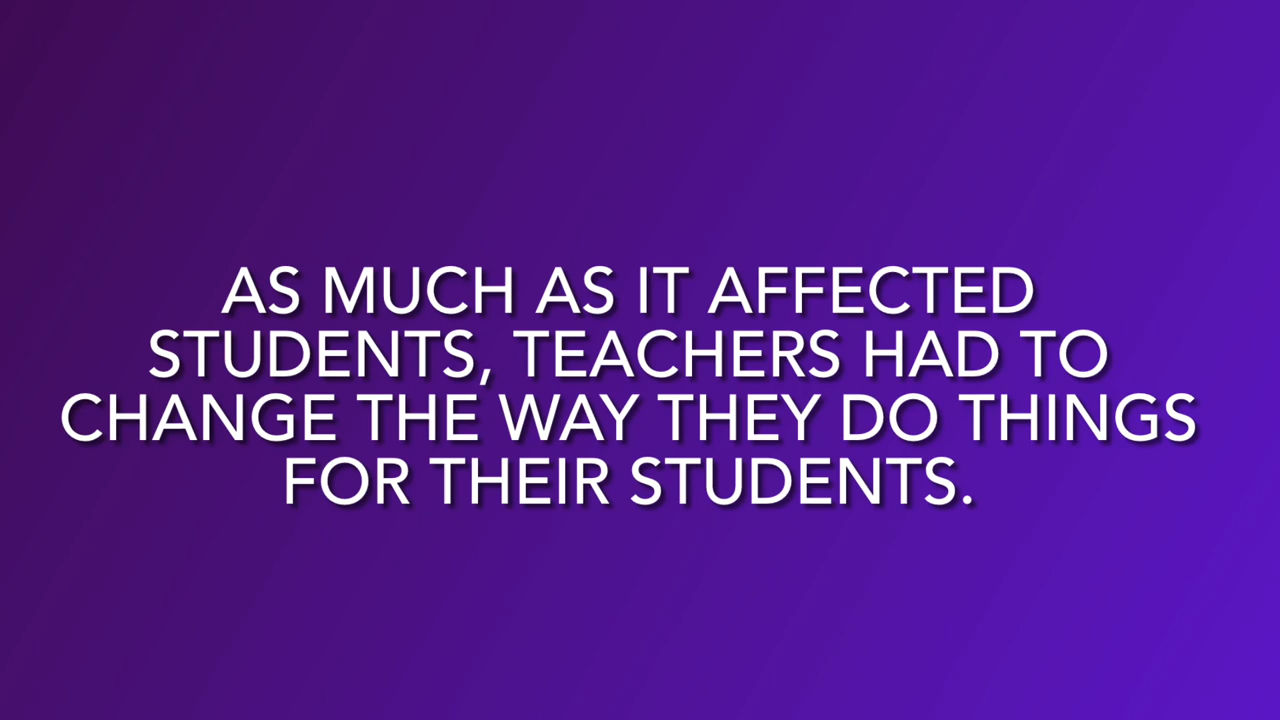 AS MUCH AS IT AFFECTED
STUDENTS, TEACHERS HAD TO
CHANGE THE WAY THEY DO THINGS
FOR THEIR STUDENTS.